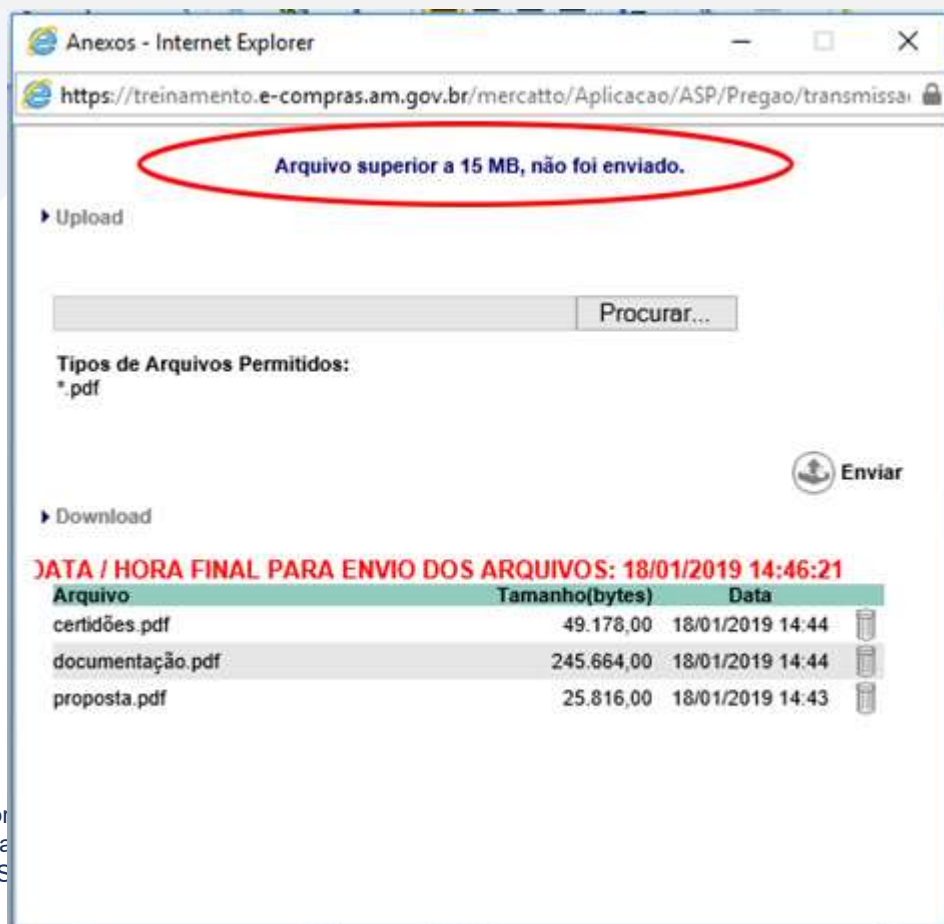 Anexos - Internet Explorer
https://treinamento.e-compras.am.gov.br/mercatto/Aplicacao/ASP/Pregao/transmissa
Arquivo superior a 15 MB, não foi enviado.
Upload
Procurar...
Tipos de Arquivos Permitidos:
*.pdf
Enviar
Download
DATA / HORA FINAL PARA ENVIO DOS ARQUIVOS: 18/01/2019 14:46:21
Arquivo Tamanho(bytes) Data
certidões.pdf 49.178,00 18/01/2019 14:44
documentação.pdf 245.664,00 18/01/2019 14:44
proposta.pdf 25.816,00 18/01/2019 14:43